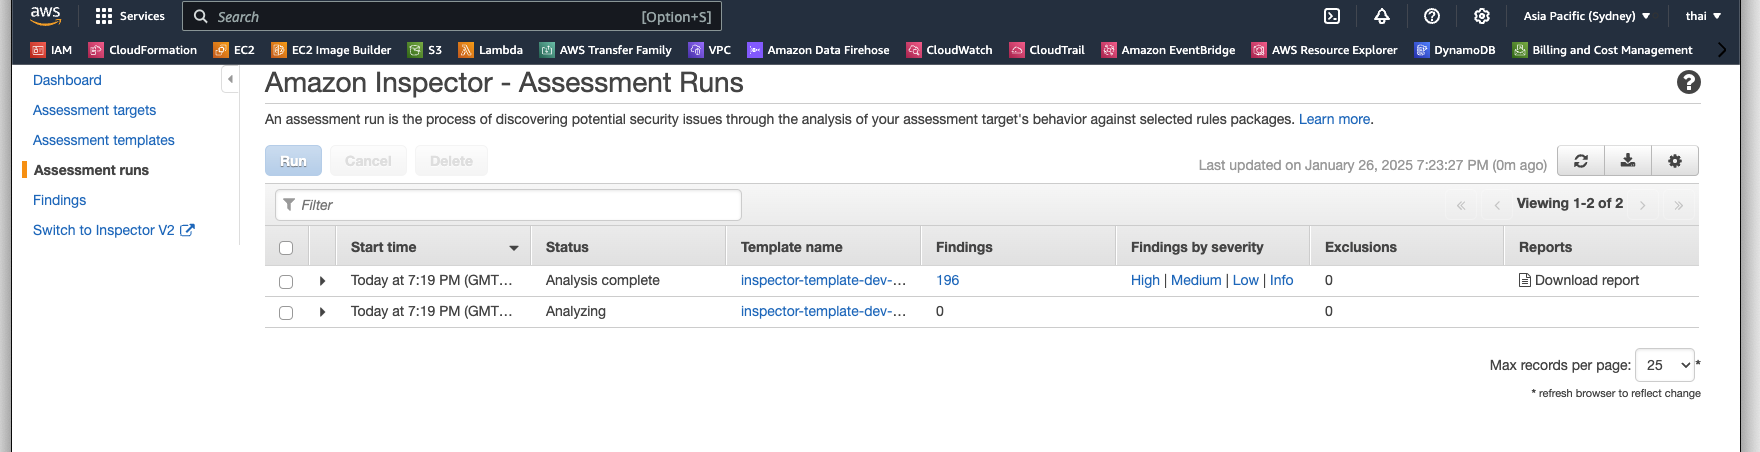 aws Services Search [Option+S] Asia Pacific (Sydney) thai
IAM CloudFormation EC2 EC2 Image Builder S3 Lambda AWS Transfer Family VPC Amazon Data Firehose CloudWatch CloudTrail Amazon EventBridge AWS Resource Explorer DynamoDB Billing and Cost Management
Dashboard
Assessment targets
Assessment templates
Assessment runs
Findings
Switch to Inspector V2
Amazon Inspector - Assessment Runs
An assessment run is the process of discovering potential security issues through the analysis of your assessment target's behavior against selected rules packages. Learn more.
Run Cancel Delete
Last updated on January 26, 2025 7:23:27 PM (0m ago)
Filter
« ‹ Viewing 1-2 of 2 › »
Start time Status Template name Findings Findings by severity Exclusions Reports
Today at 7:19 PM (GMT... Analysis complete inspector-template-dev-... 196 High | Medium | Low | Info 0 Download report
Today at 7:19 PM (GMT... Analyzing inspector-template-dev-... 0 0
Max records per page: 25 *
* refresh browser to reflect change